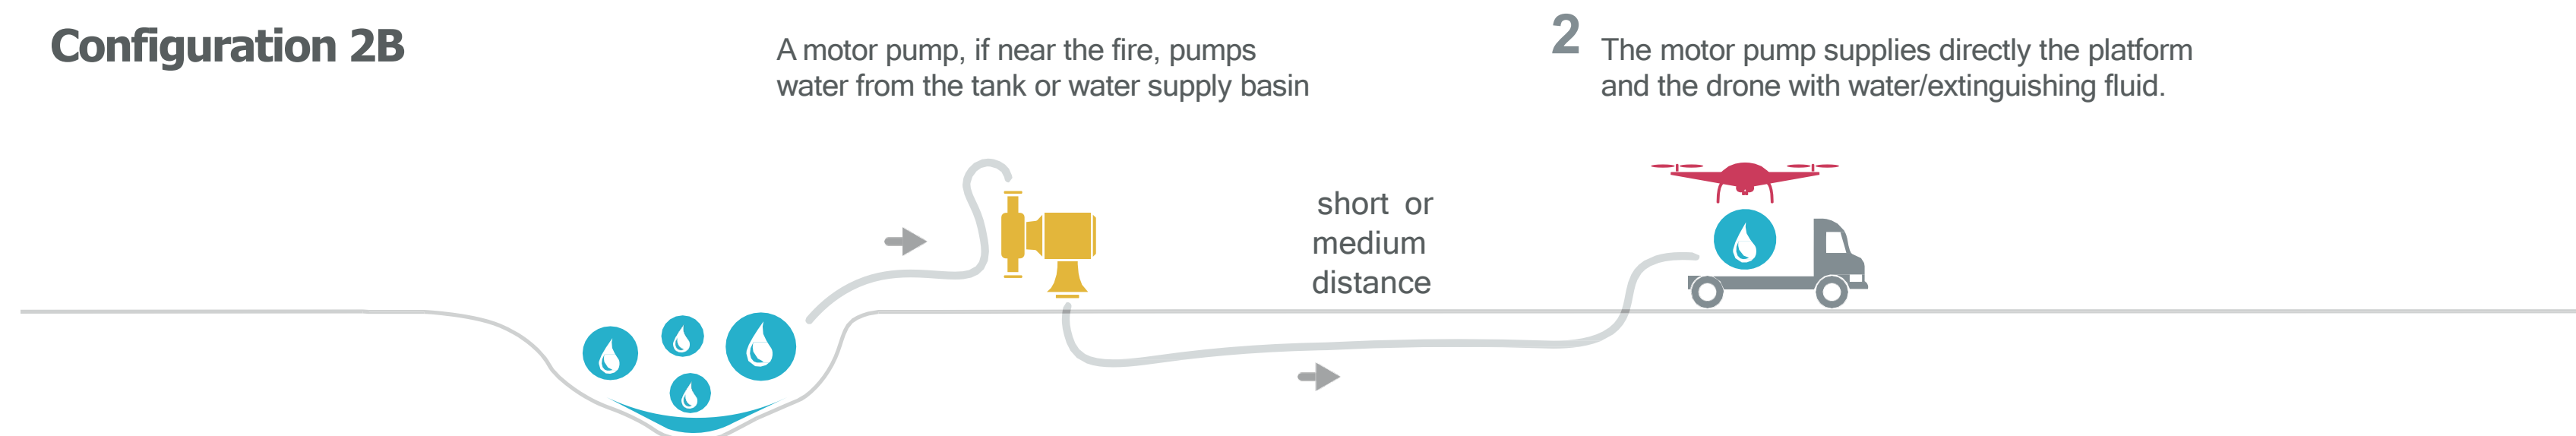 Configuration 2B
A motor pump, if near the fire, pumps
water from the tank or water supply basin
2
The motor pump supplies directly the platform
and the drone with water/extinguishing fluid.
short or
medium
distance